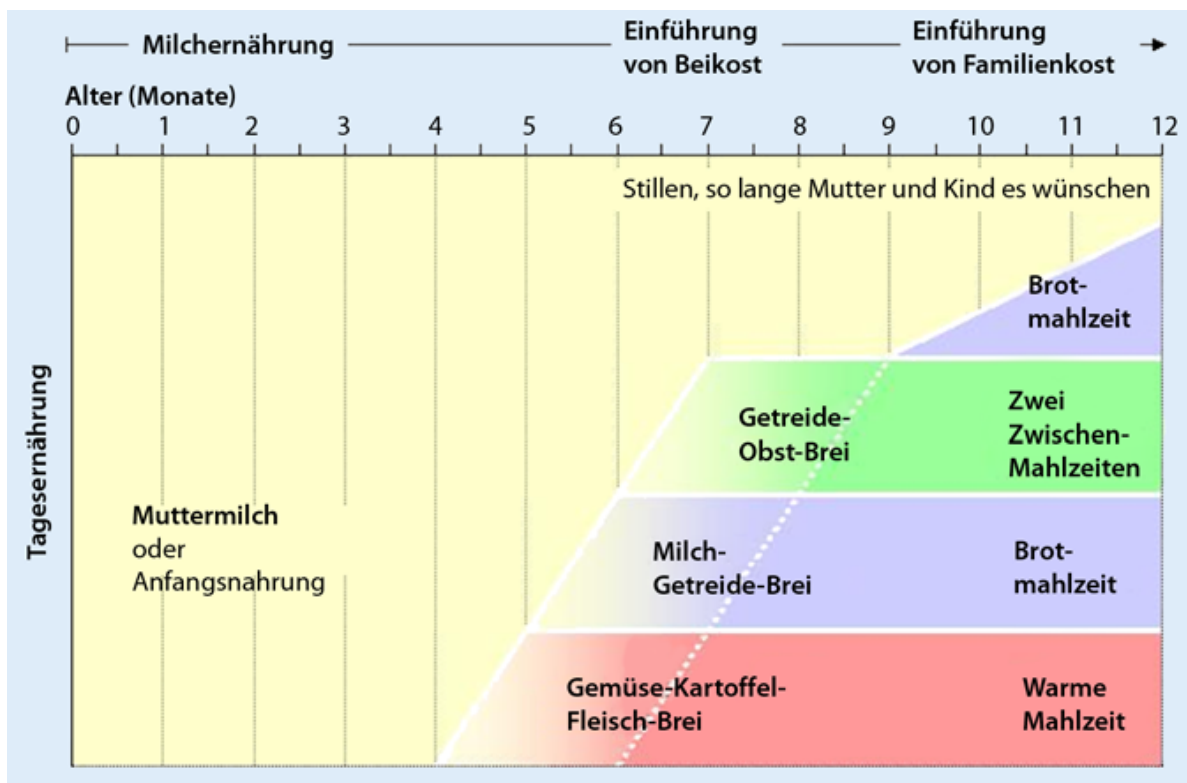 Milchernährung
Einführung
von Beikost
Einführung
von Familienkost
Alter (Monate)
0 1 2 3 4 5 6 7 8 9 10 11 12
Stillen, so lange Mutter und Kind es wünschen
Brot-
mahlzeit
Getreide-
Obst-Brei
Zwei
Zwischen-
Mahlzeiten
Tagesernährung
Muttermilch
oder
Anfangsnahrung
Milch-
Getreide-Brei
Brot-
mahlzeit
Gemüse-Kartoffel-
Fleisch-Brei
Warme
Mahlzeit